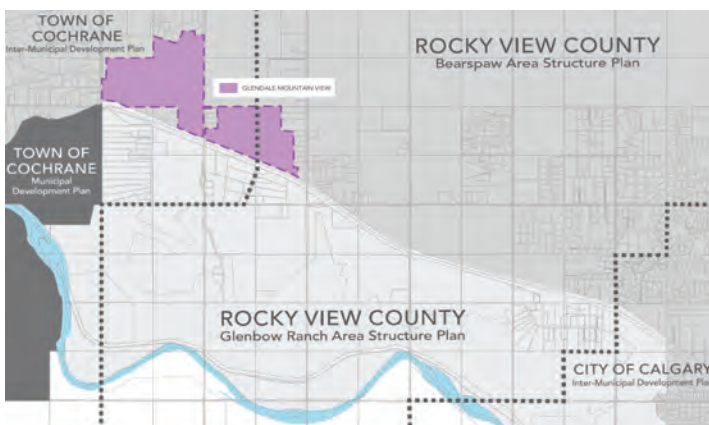 TOWN OF
COCHRANE
Inter-Municipal Development Plan
ROCKY VIEW COUNTY
Bearspaw Area Structure Plan
GLENDALE MOUNTAIN VIEW
TOWN OF
COCHRANE
Municipal
Development Plan
ROCKY VIEW COUNTY
Glenbow Ranch Area Structure Plan
CITY OF CALGARY
Inter-Municipal Development Pla